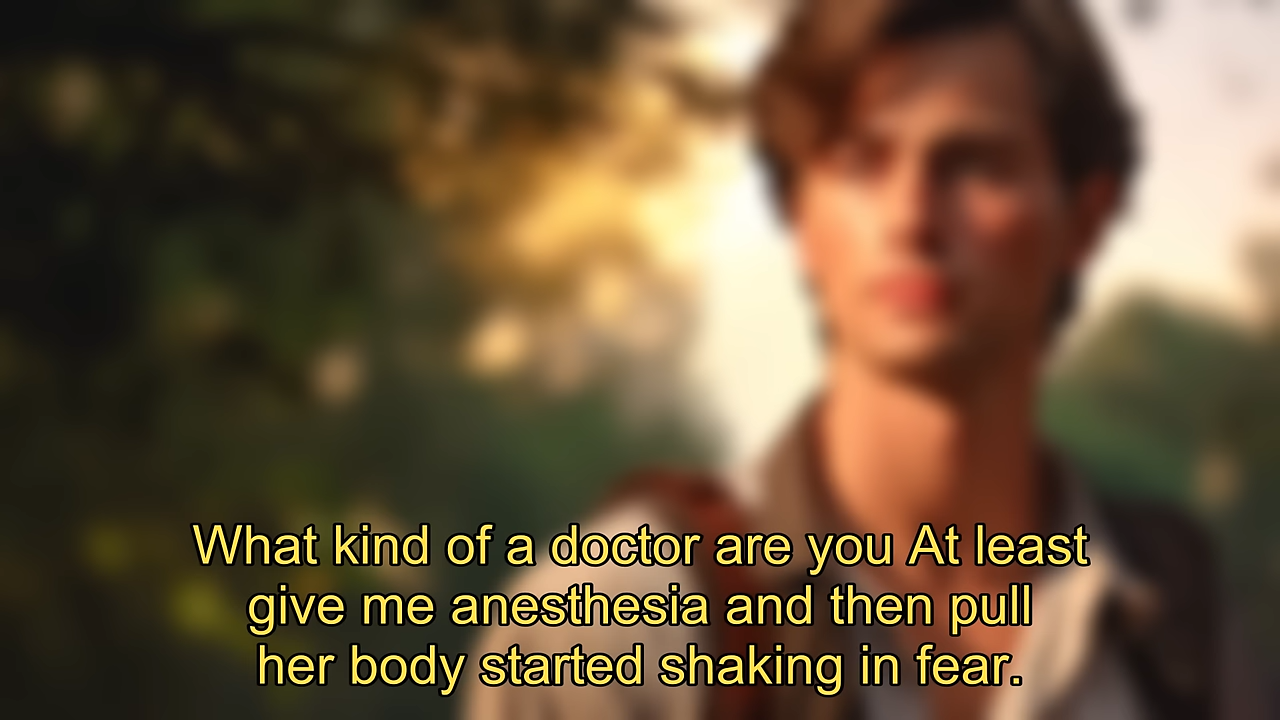 What kind of a doctor are you At least
give me anesthesia and then pull
her body started shaking in fear.